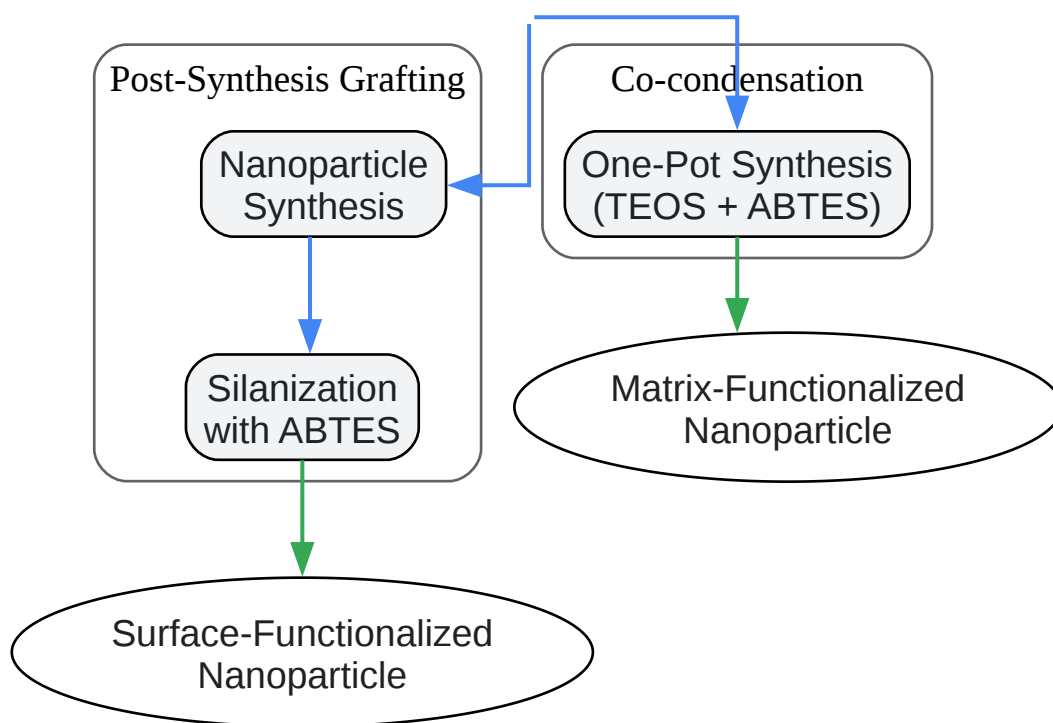 Post-Synthesis Grafting
Nanoparticle
Synthesis
Silanization
with ABTES
Surface-Functionalized
Nanoparticle
Co-condensation
One-Pot Synthesis
(TEOS + ABTES)
Matrix-Functionalized
Nanoparticle